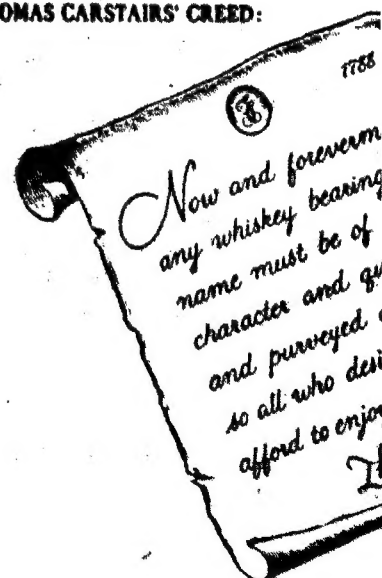 OMAS CARSTAIRS' CREED:
1788
Now and foreverm
any whiskey bearing
name must be of
character and qu
and purveyed
so all who desi
afford to enjoy